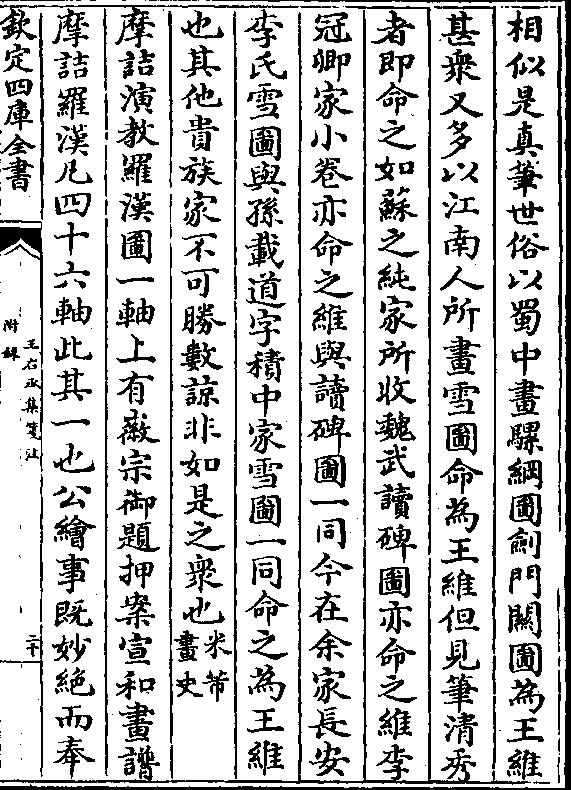 相似是真筆世俗以蜀中畫騾綱圖劍門關圖為王維
甚衆又多以江南人所畫雪圖命為王維但見筆清秀
者即命之如蘇之純家所收魏武讀碑圖亦命之維李
冠卿家小卷亦命之維與讀碑圖一同今在余家長安
李氏雪圖與孫載道字積中家雪圖一同命之為王維
也其他貴族家不可勝數諒非如是之衆也米芾畫史
摩詰演教羅漢圖一軸上有徽宗御題押案宣和畫譜
摩詰羅漢凡四十六軸此其一也公繪事既妙絶而奉
欽定四庫全書
王右丞集箋注
附録
二十